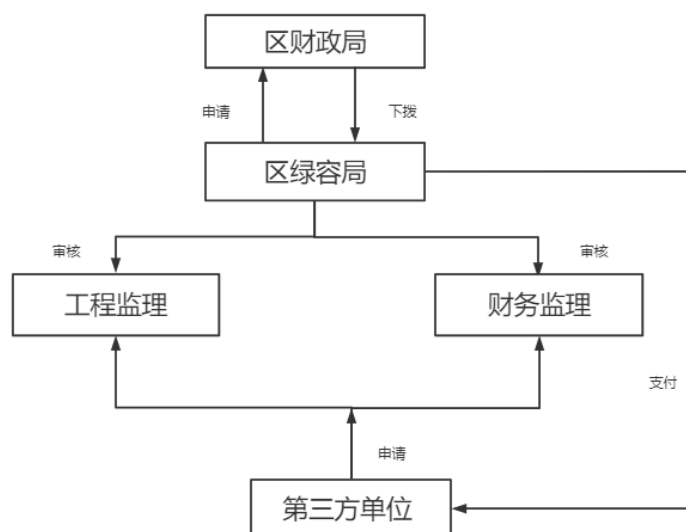 区财政局
申请
下拨
区绿容局
审核
审核
工程监理
财务监理
支付
申请
第三方单位